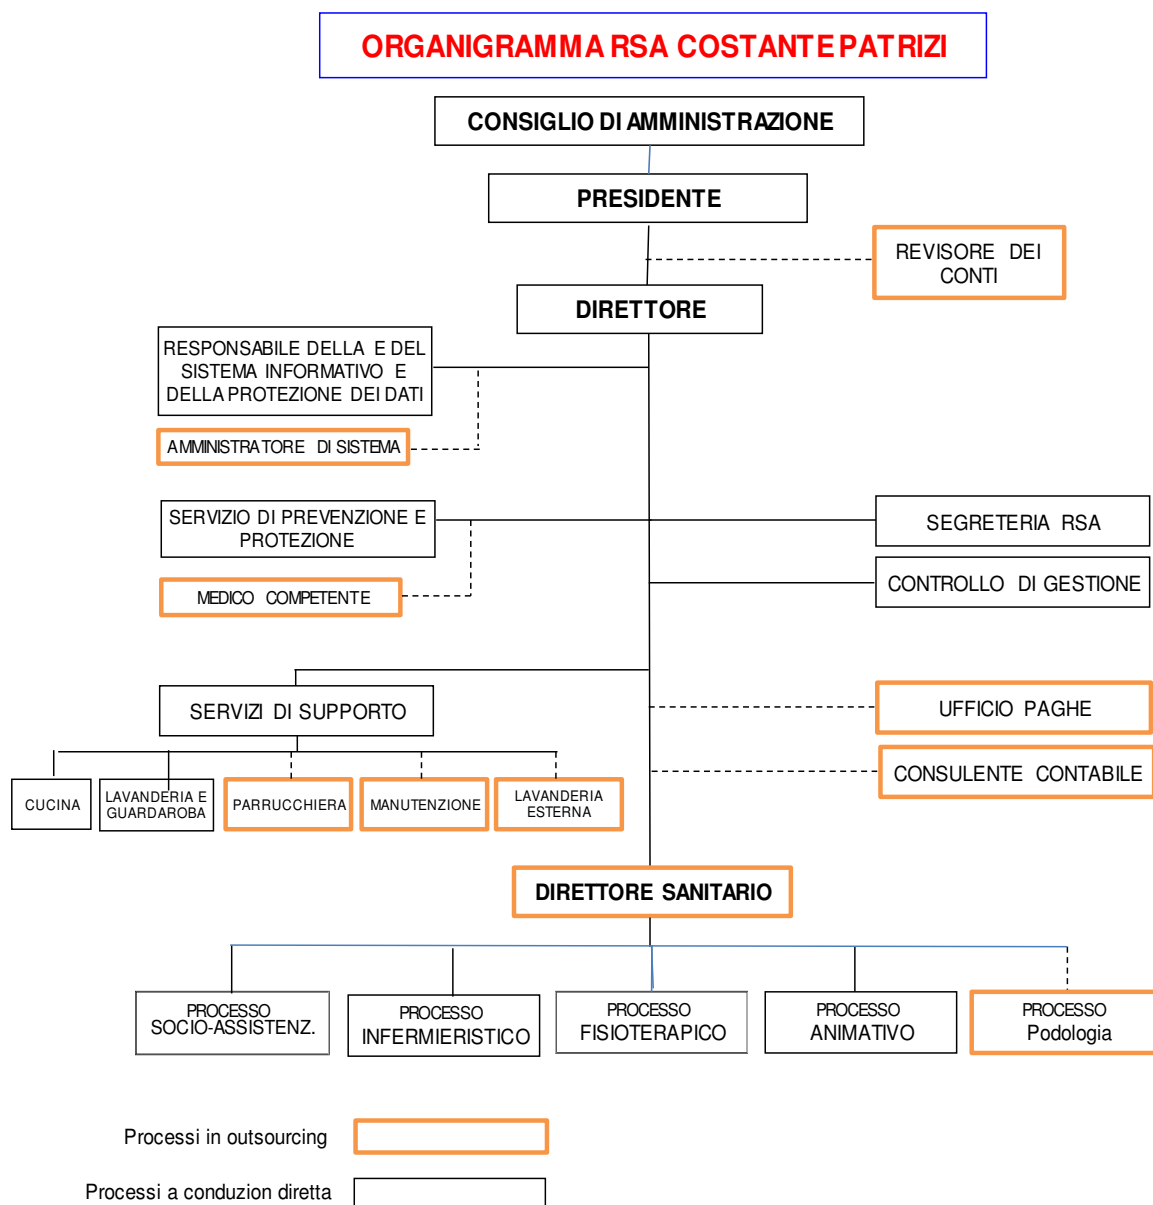 ORGANIGRAMMA RSA COSTANTE PATRIZI
CONSIGLIO DI AMMINISTRAZIONE
PRESIDENTE
REVISORE DEI
CONTI
DIRETTORE
RESPONSABILE DELLA E DEL
SISTEMA INFORMATIVO E
DELLA PROTEZIONE DEI DATI
AMMINISTRATORE DI SISTEMA
SERVIZIO DI PREVENZIONE E
PROTEZIONE
SEGRETERIA RSA
MEDICO COMPETENTE
CONTROLLO DI GESTIONE
SERVIZI DI SUPPORTO
UFFICIO PAGHE
CONSULENTE CONTABILE
CUCINA
LAVANDERIA E
GUARDAROBA
PARRUCCHIERA
MANUTENZIONE
LAVANDERIA
ESTERNA
DIRETTORE SANITARIO
PROCESSO
SOCIO-ASSISTENZ.
PROCESSO
INFERMIERISTICO
PROCESSO
FISIOTERAPICO
PROCESSO
ANIMATIVO
PROCESSO
Podologia
Processi in outsourcing
Processi a conduzion diretta